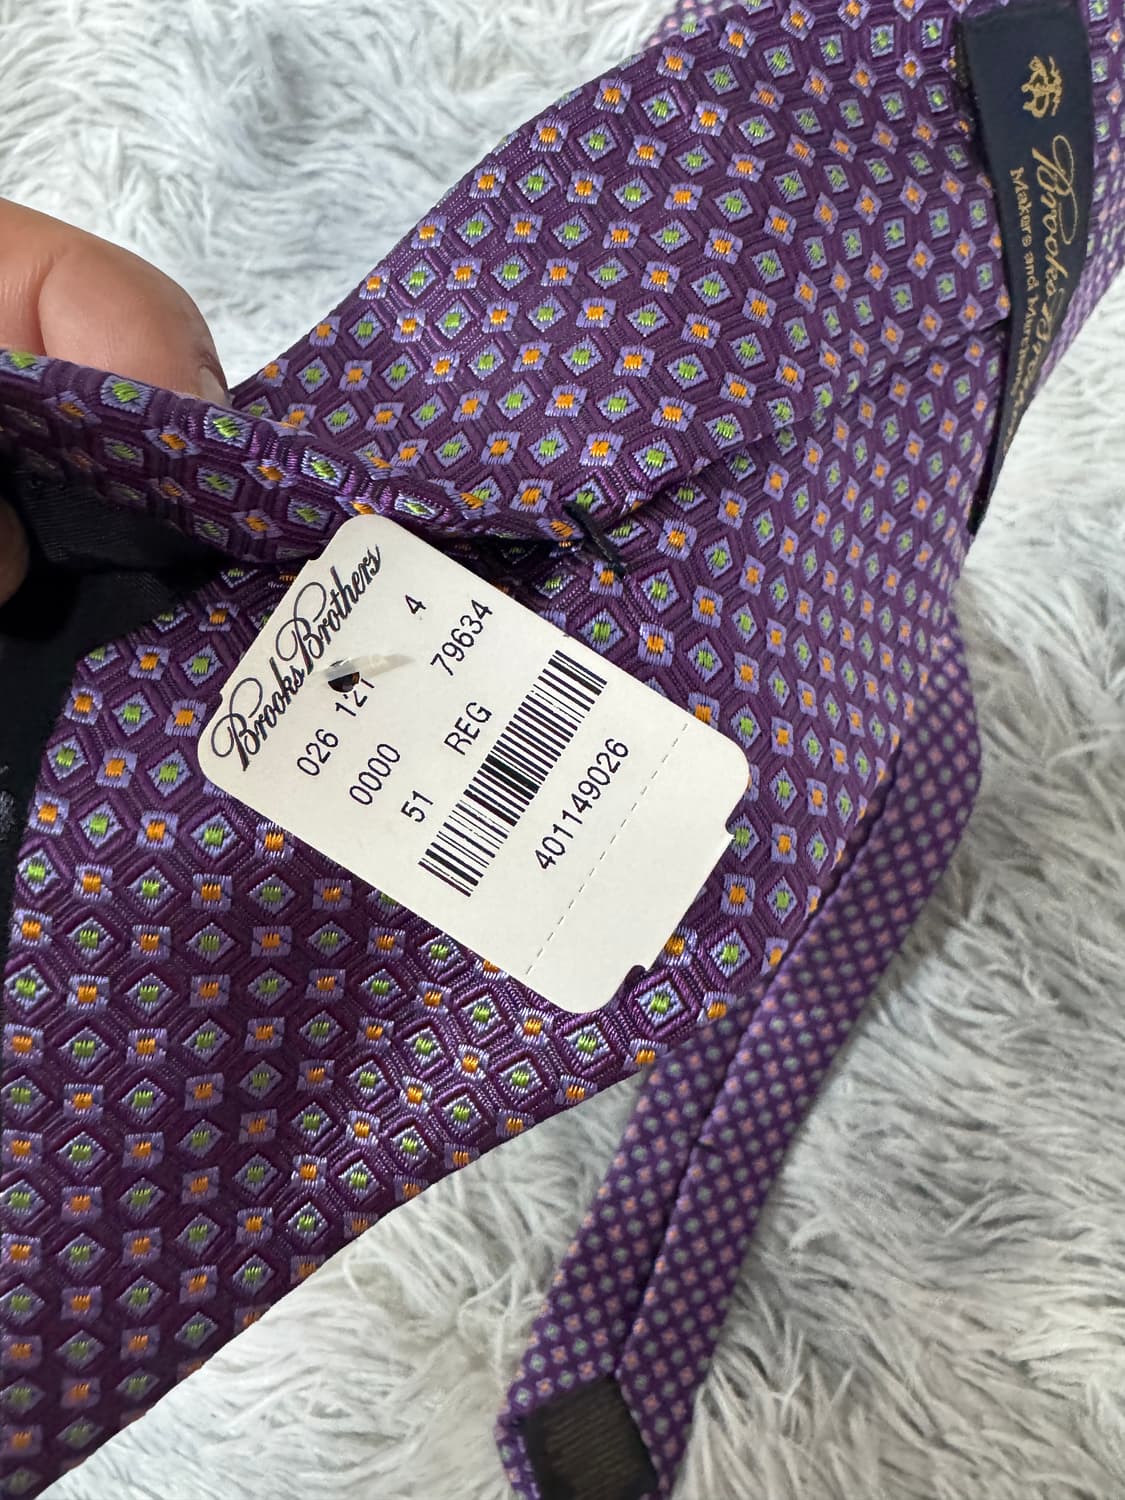 Brooks Brothers
026 121 4
0000 79634
51 REG
401149026
Brooks Brothers
Makers and Merchants